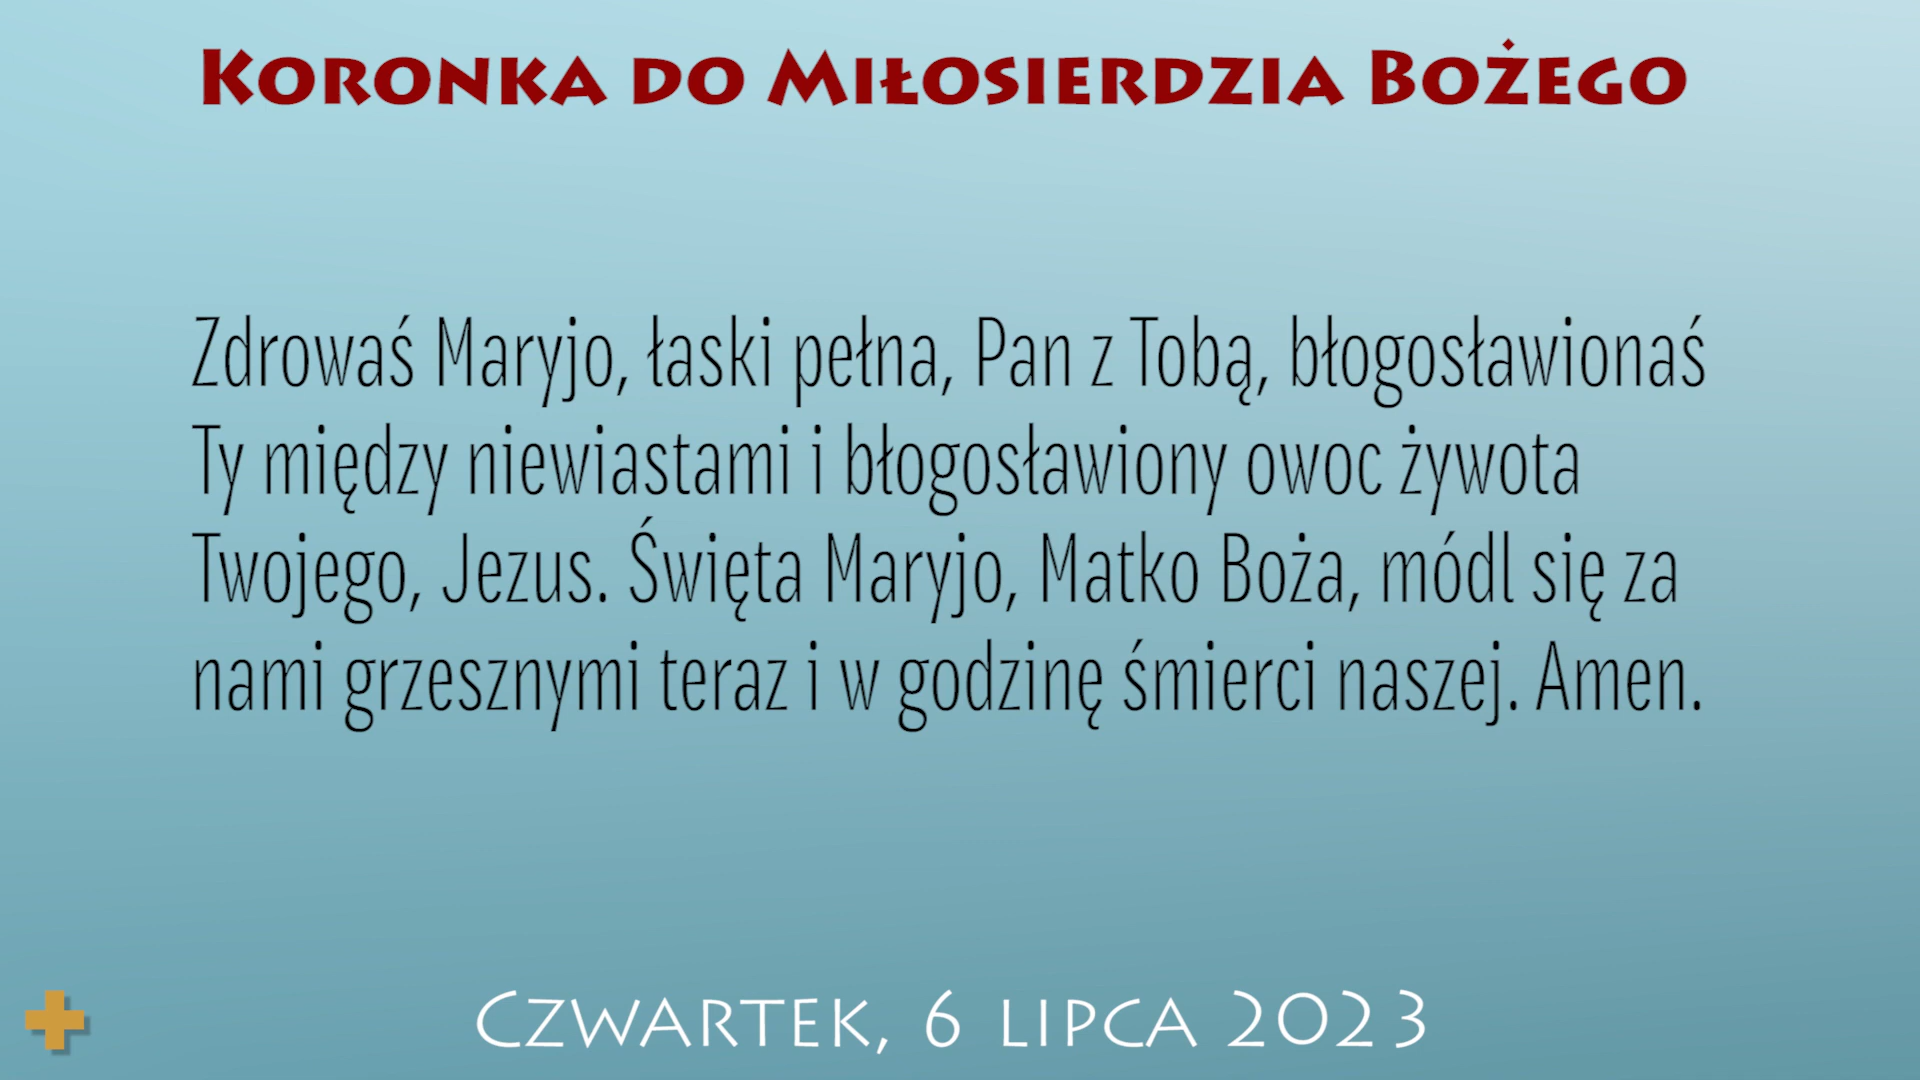 Koronka do Miłosierdzia Bożego
Zdrowaś Maryjo, łaski pełna, Pan z Tobą, błogosławionaś
Ty między niewiastami i błogosławiony owoc żywota
Twojego, Jezus. Święta Maryjo, Matko Boża, módl się za
nami grzesznymi teraz i w godzinę śmierci naszej. Amen.
Czwartek, 6 lipca 2023